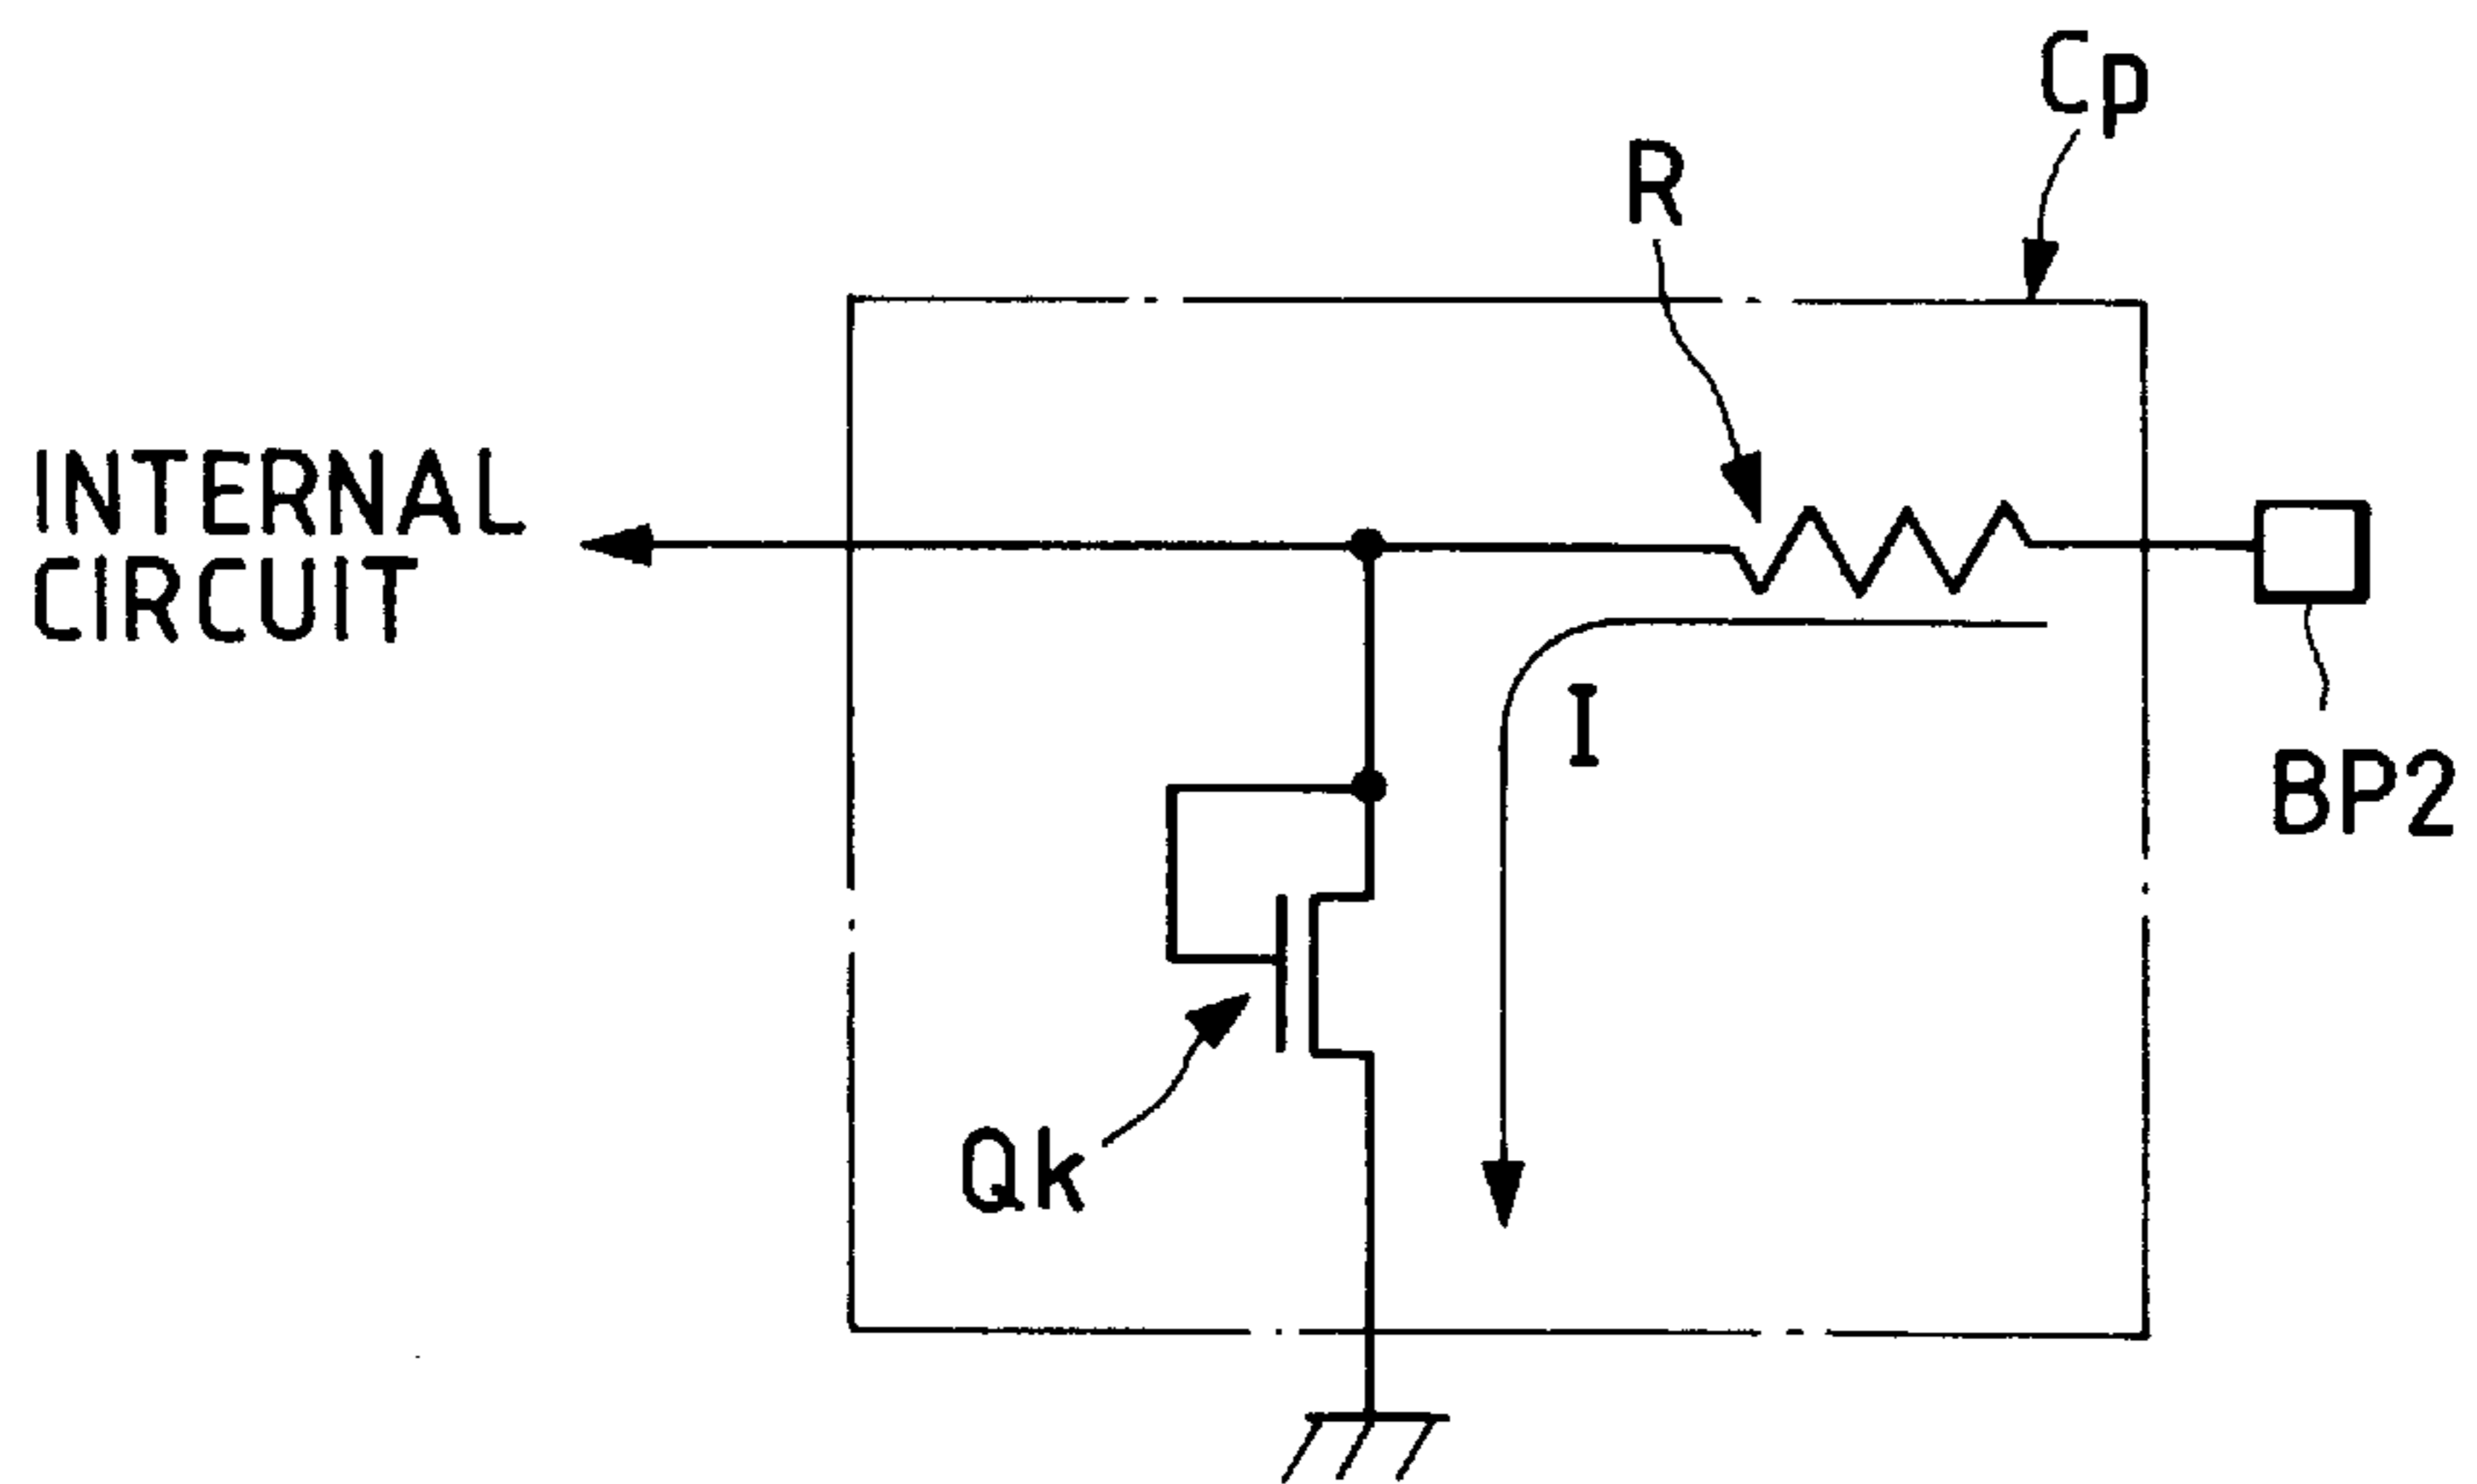 Cp
R
INTERNAL
CIRCUIT
I
BP2
Qk